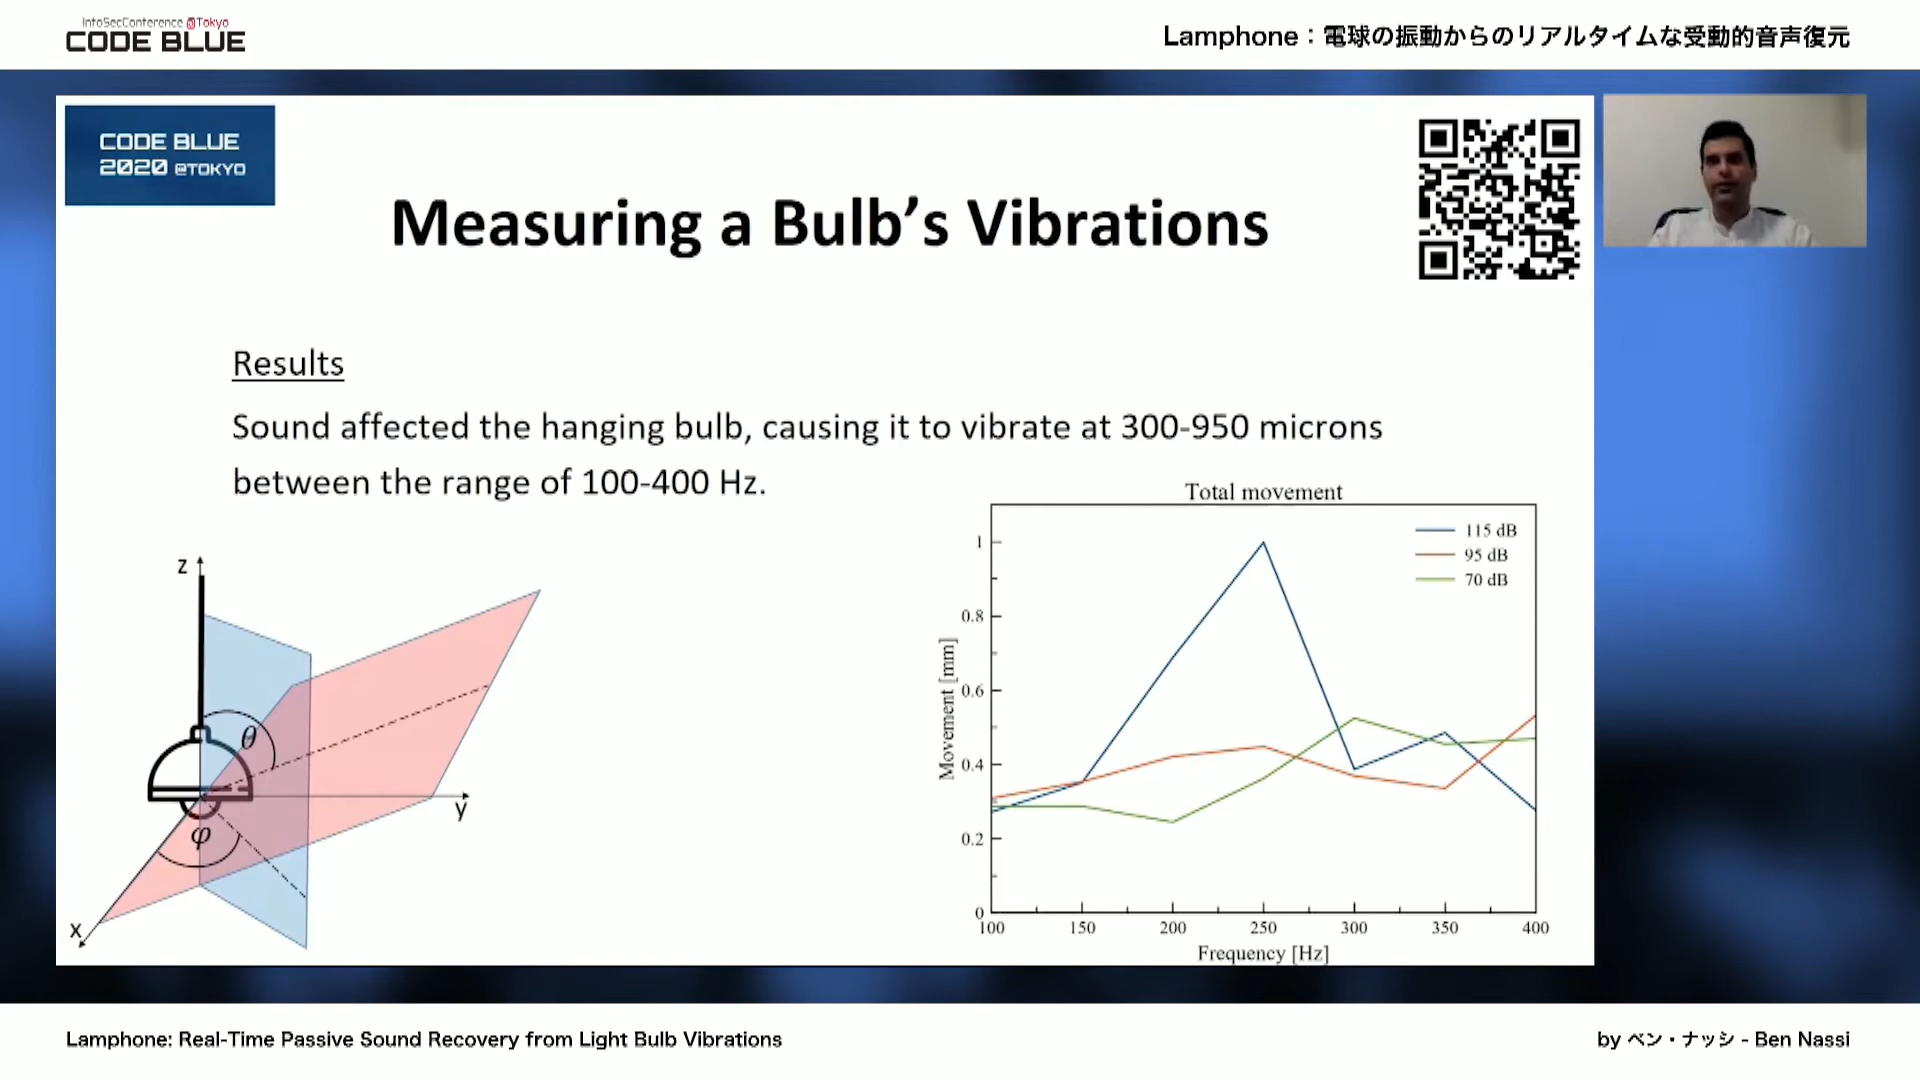 InfoSecConference @Tokyo
CODE BLUE
Lamphone：電球の振動からのリアルタイムな受動的音声復元
CODE BLUE
2020 @TOKYO
Measuring a Bulb’s Vibrations
Results
Sound affected the hanging bulb, causing it to vibrate at 300-950 microns
between the range of 100-400 Hz.
z
θ
y
φ
x
Total movement
115 dB
95 dB
70 dB
Movement [mm]
1
0.8
0.6
0.4
0.2
0
100 150 200 250 300 350 400
Frequency [Hz]
Lamphone: Real-Time Passive Sound Recovery from Light Bulb Vibrations
by ベン・ナッシ - Ben Nassi